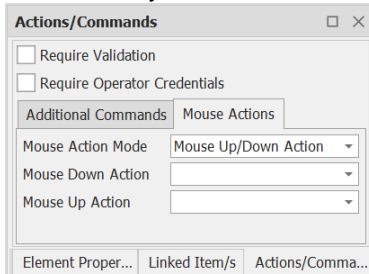 Actions/Commands
Require Validation
Require Operator Credentials
Additional Commands Mouse Actions
Mouse Action Mode Mouse Up/Down Action
Mouse Down Action
Mouse Up Action
Element Proper... Linked Item/s Actions/Comma...